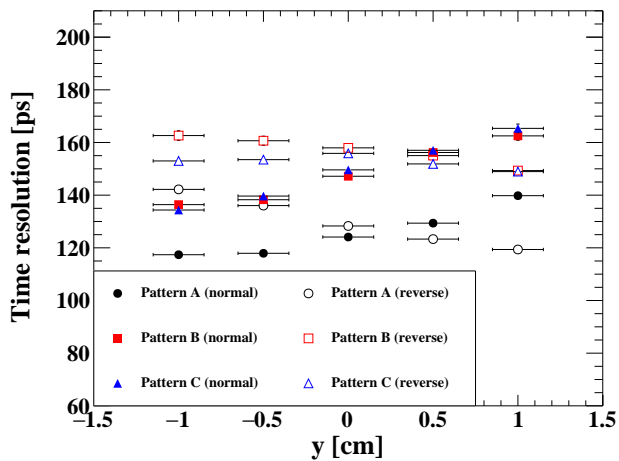 Time resolution [ps]
200
180
160
140
120
100
80
60
Pattern A (normal) Pattern A (reverse)
Pattern B (normal) Pattern B (reverse)
Pattern C (normal) Pattern C (reverse)
−1.5 −1 −0.5 0 0.5 1 1.5
y [cm]